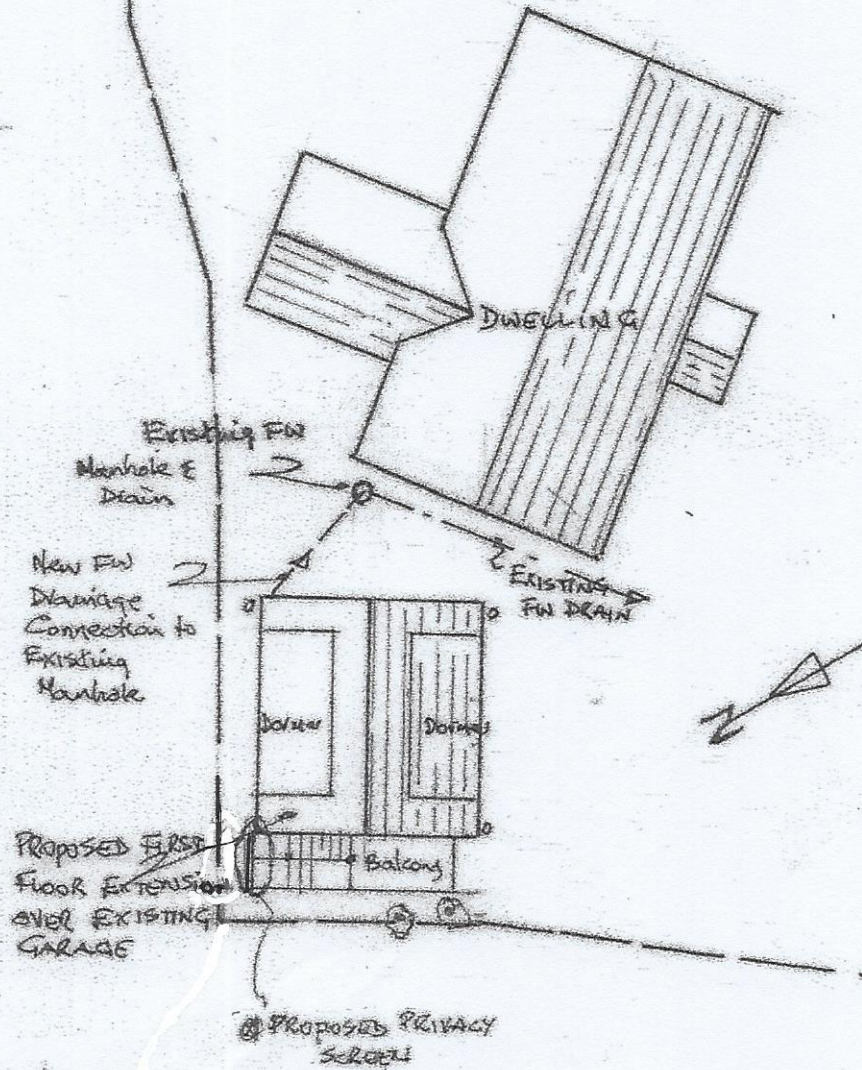 DWELLING
Existing FW
Manhole &
Drain
New FW
Drainage
Connection to
Existing
Manhole
EXISTING
FW DRAIN
Dormer
Dormer
N
PROPOSED FIRST
FLOOR EXTENSION
OVER EXISTING
GARAGE
Balcony
PROPOSED PRIVACY
SCREEN